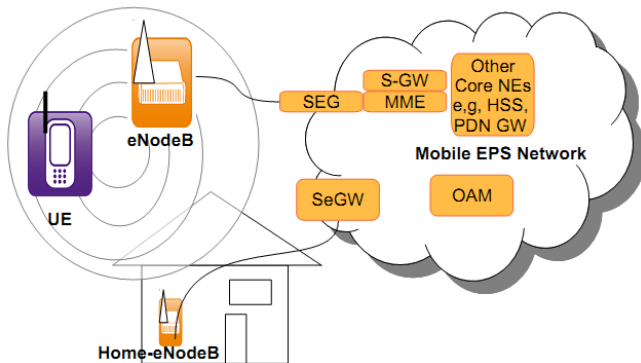 eNodeB
UE
SEG
S-GW
MME
Other
Core NEs
e,g, HSS,
PDN GW
Mobile EPS Network
SeGW
OAM
Home-eNodeB